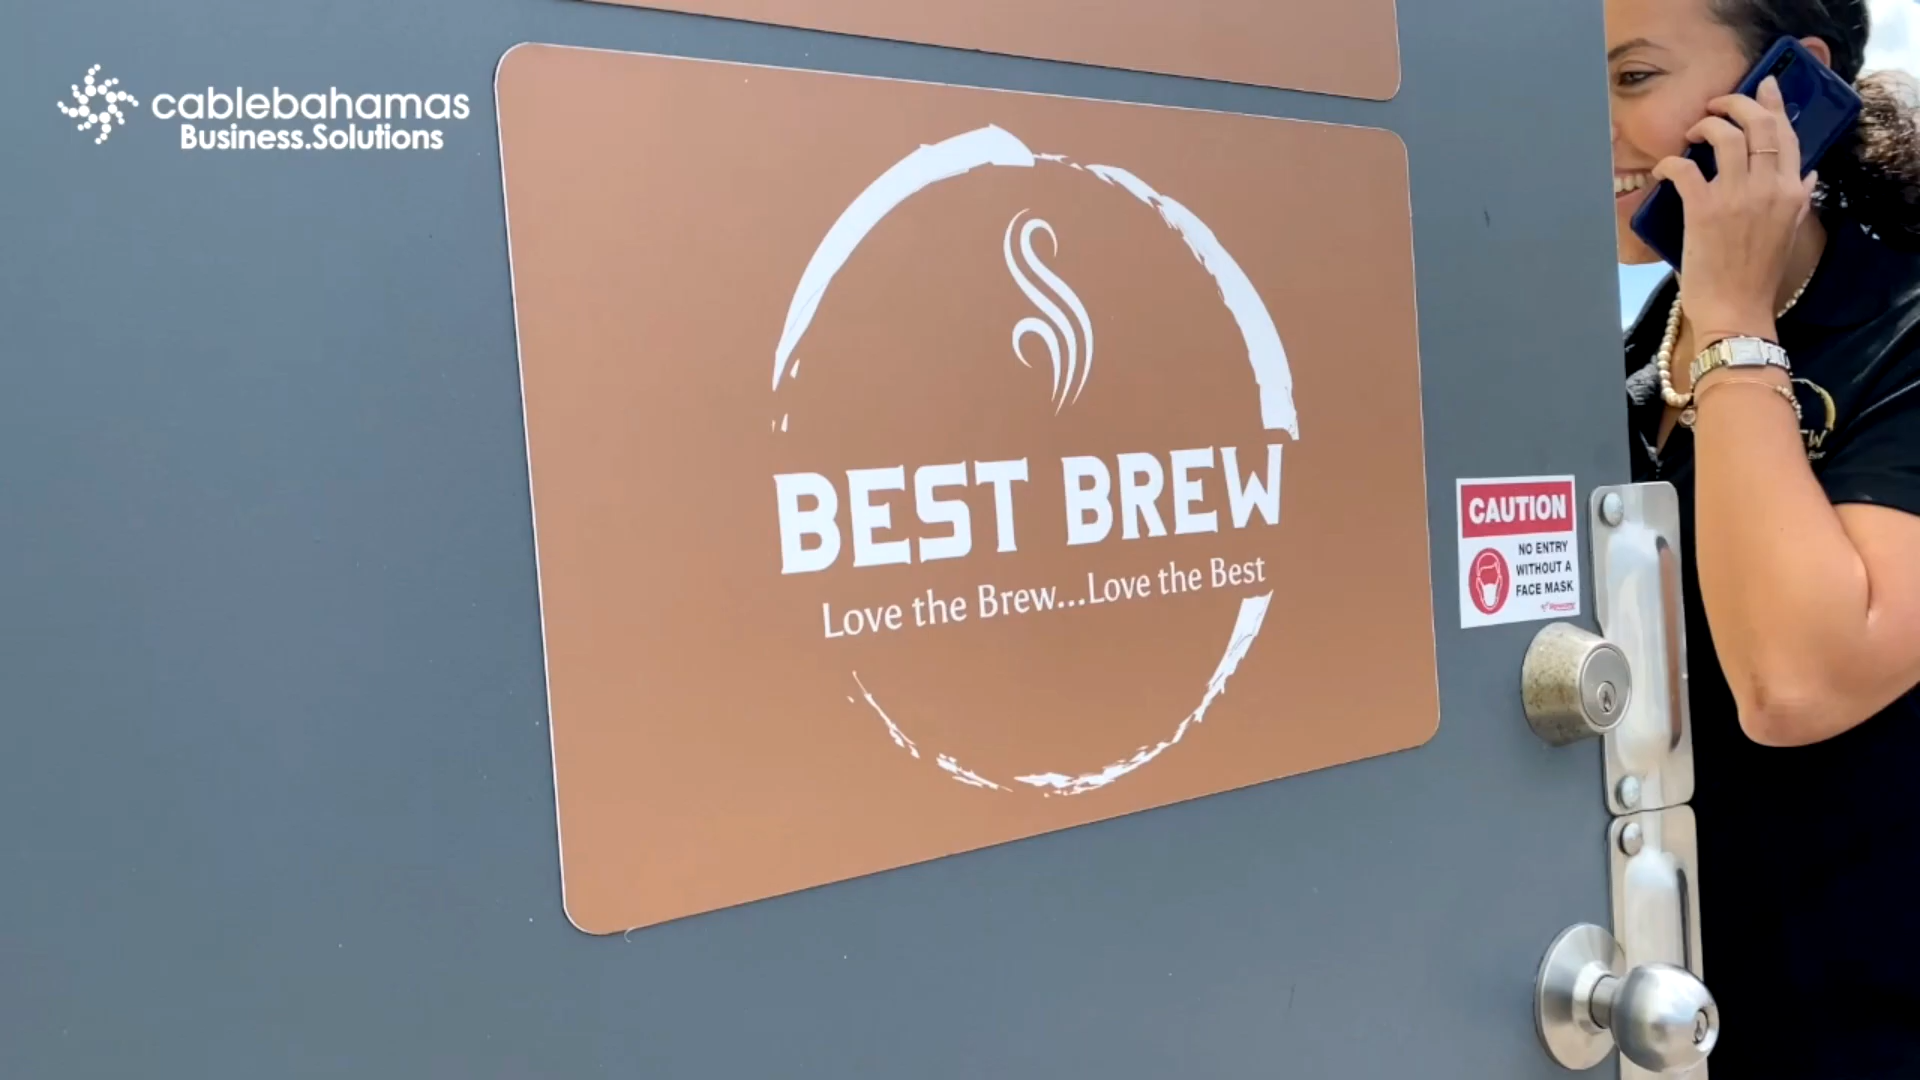 cablebahamas
Business.Solutions
BEST BREW
Love the Brew...Love the Best
CAUTION
NO ENTRY
WITHOUT A
FACE MASK